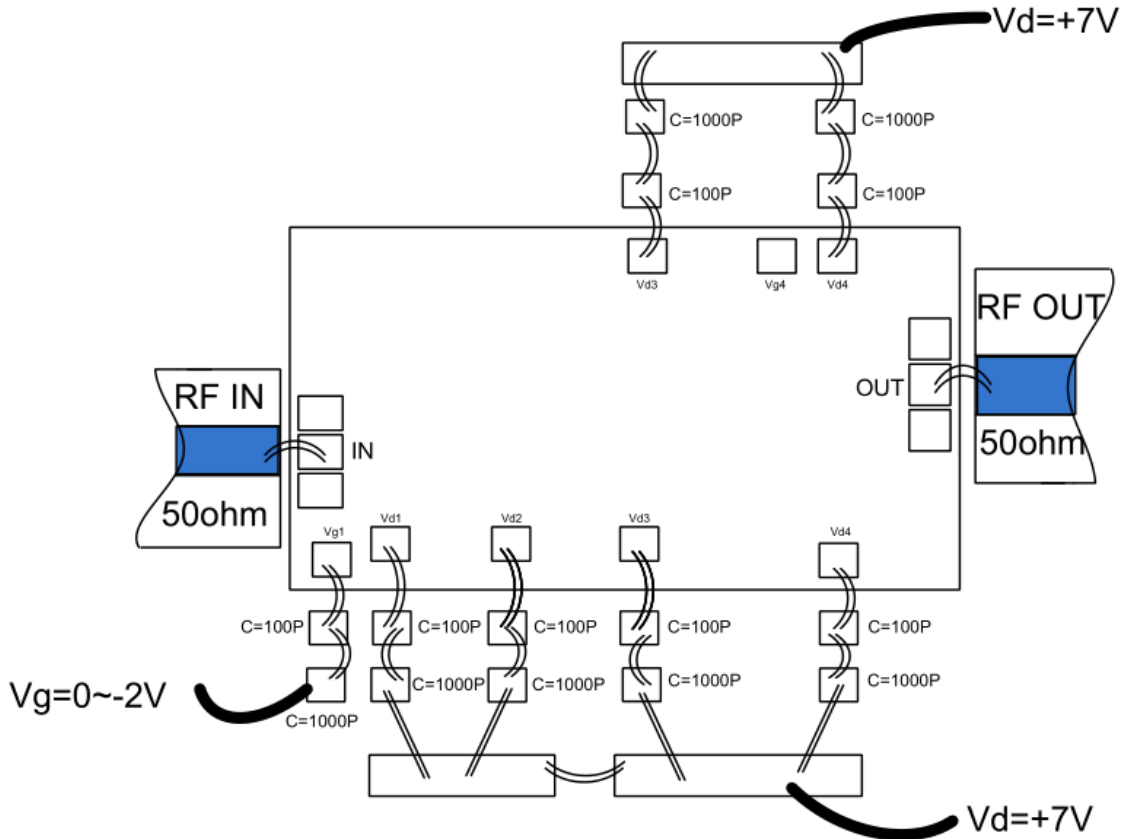 Vd=+7V
C=1000P
C=1000P
C=100P
C=100P
Vd3
Vg4
Vd4
RF OUT
RF IN
OUT
IN
50ohm
50ohm
Vg1
Vd1
Vd2
Vd3
Vd4
C=100P
C=100P
C=100P
C=100P
C=100P
Vg=0~-2V
C=1000P
C=1000P
C=1000P
C=1000P
C=1000P
Vd=+7V